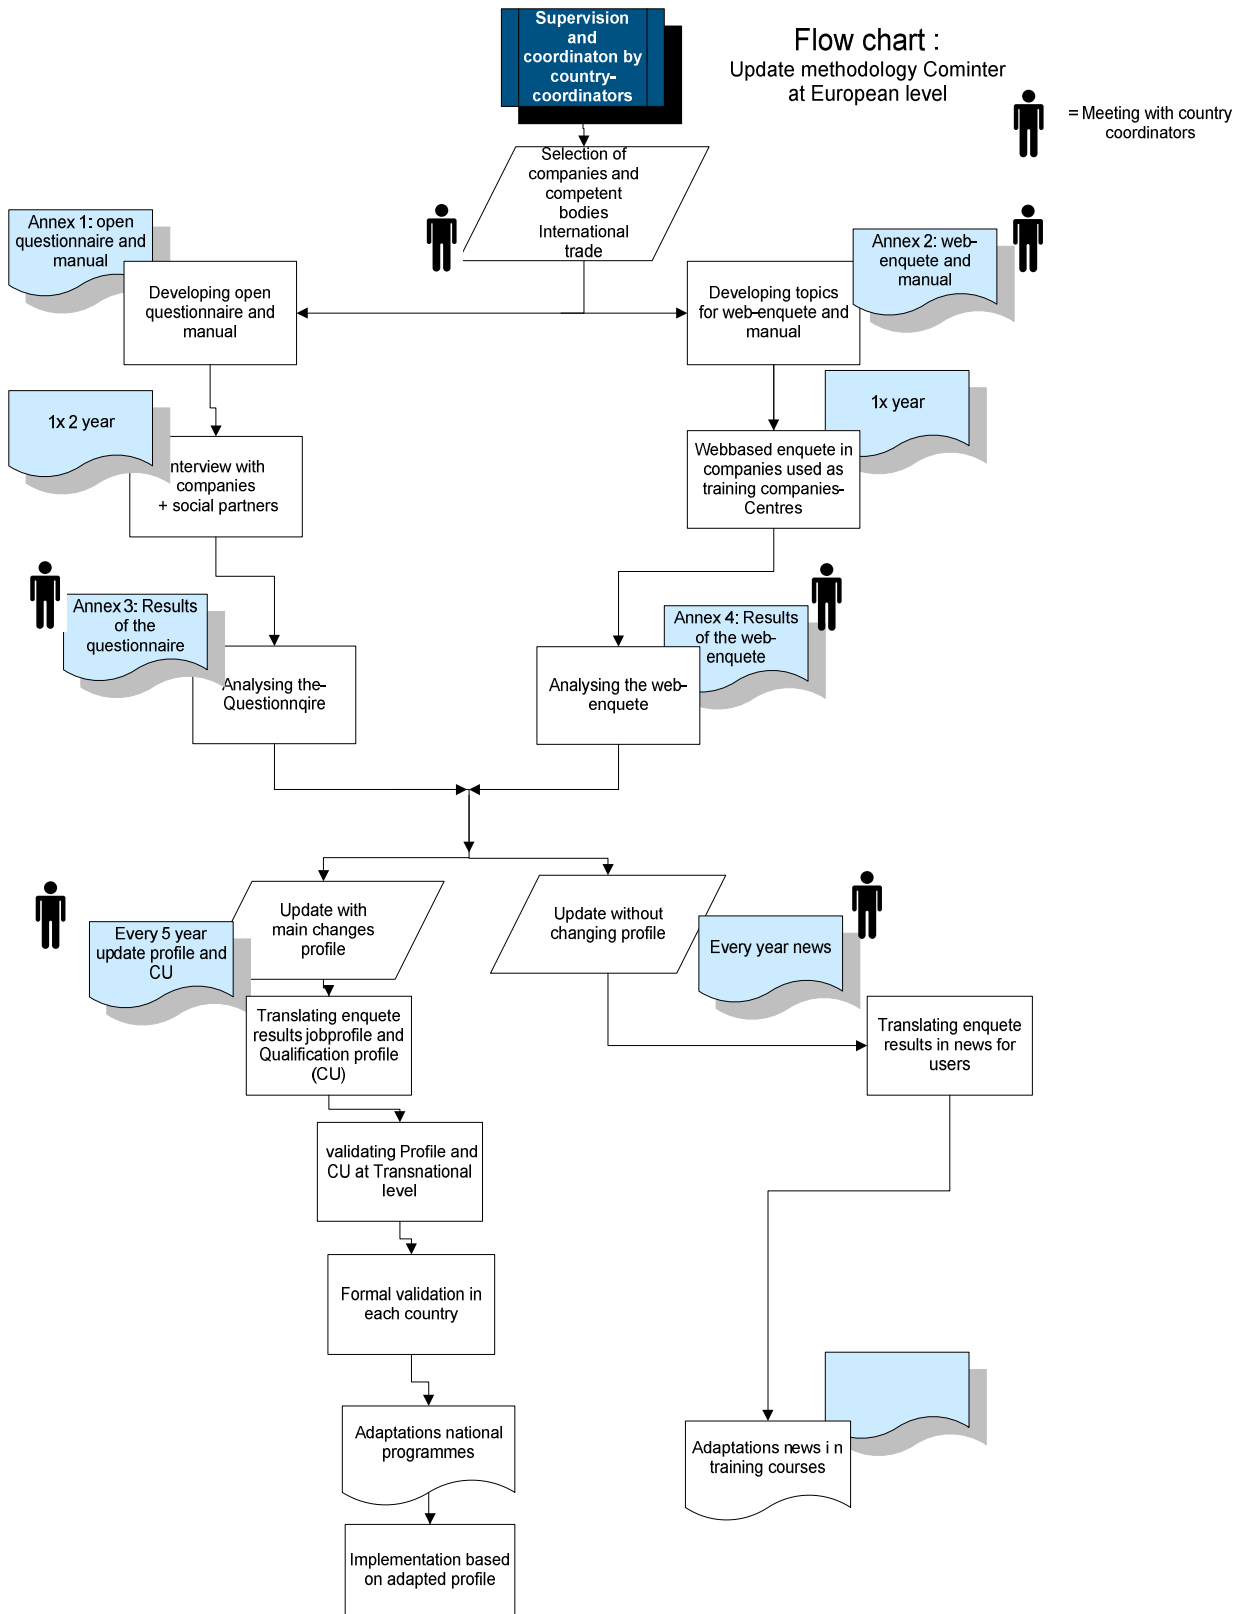 Supervision
and
coordinaton by
country-
coordinators
Flow chart :
Update methodology Cominter
at European level
= Meeting with country
coordinators
Selection of
companies and
competent
bodies
International
trade
Annex 1: open
questionnaire and
manual
Developing open
questionnaire and
manual
Annex 2: web-
enquete and
manual
Developing topics
for web-enquete and
manual
1x 2 year
Interview with
companies
+ social partners
1x year
Webbased enquete in
companies used as
training companies-
Centres
Annex 3: Results
of the
questionnaire
Analysing the-
Questionnqire
Annex 4: Results
of the web-
enquete
Analysing the web-
enquete
Update with
main changes
profile
Every 5 year
update profile and
CU
Update without
changing profile
Every year news
Translating enquete
results jobprofile and
Qualification profile
(CU)
Translating enquete
results in news for
users
validating Profile and
CU at Transnational
level
Formal validation in
each country
Adaptations national
programmes
Adaptations news i n
training courses
Implementation based
on adapted profile